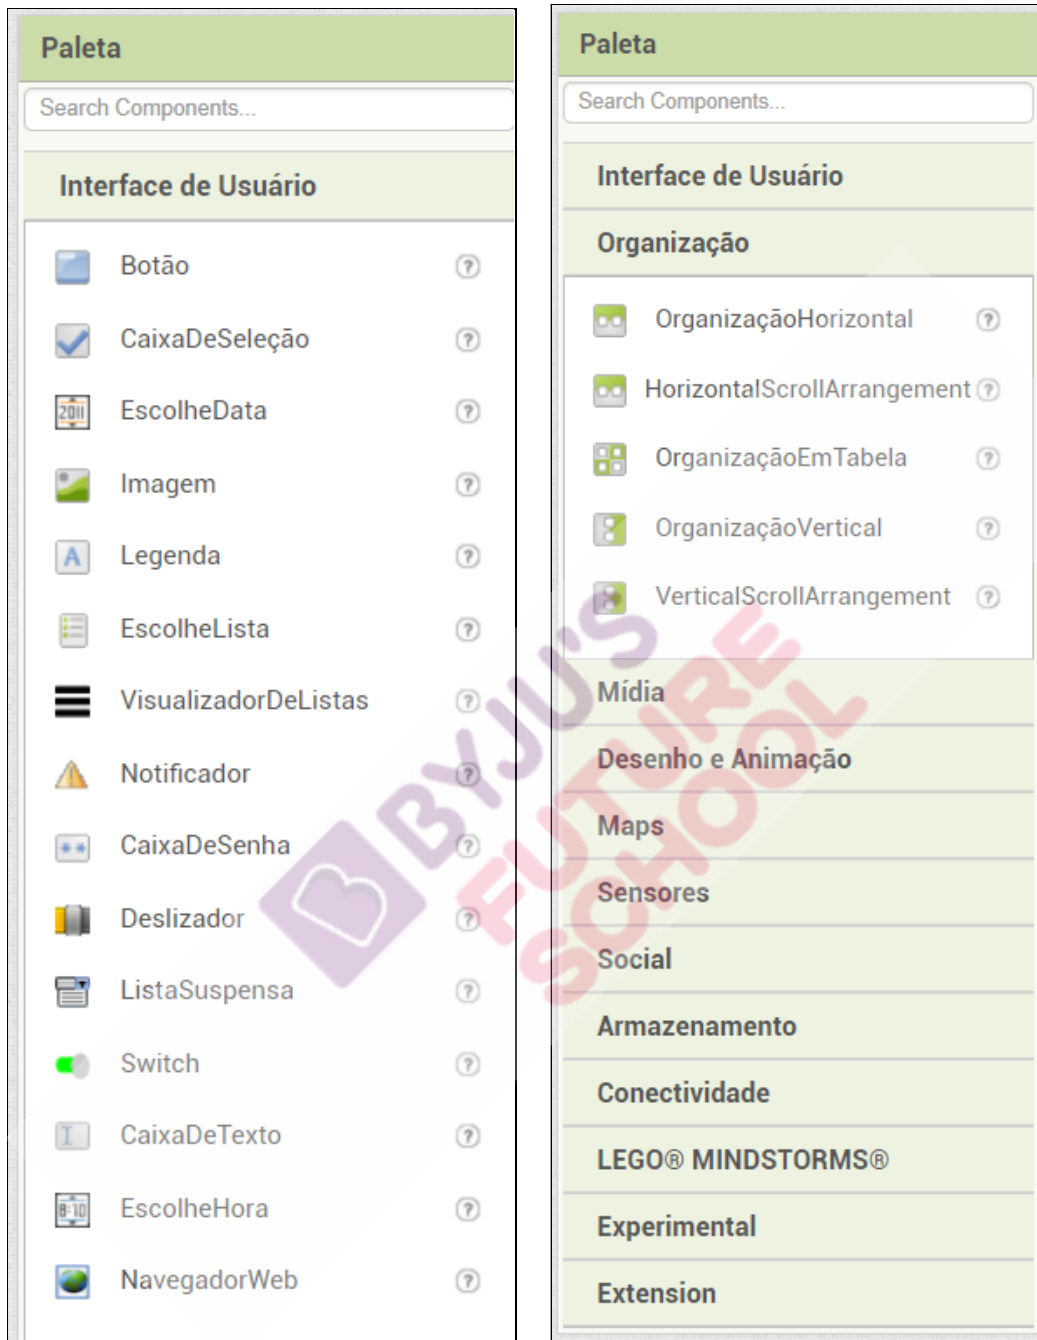 Paleta
Search Components...
Interface de Usuário
Botão
CaixaDeSeleção
EscolheData
Imagem
Legenda
EscolheLista
VisualizadorDeListas
Notificador
CaixaDeSenha
Deslizador
ListaSuspensa
Switch
CaixaDeTexto
EscolheHora
NavegadorWeb
Paleta
Search Components...
Interface de Usuário
Organização
OrganizaçãoHorizontal
HorizontalScrollArrangement
OrganizaçãoEmTabela
OrganizaçãoVertical
VerticalScrollArrangement
Mídia
Desenho e Animação
Maps
Sensores
Social
Armazenamento
Conectividade
LEGO® MINDSTORMS®
Experimental
Extension
BYJU'S
FUTURE
SCHOOL